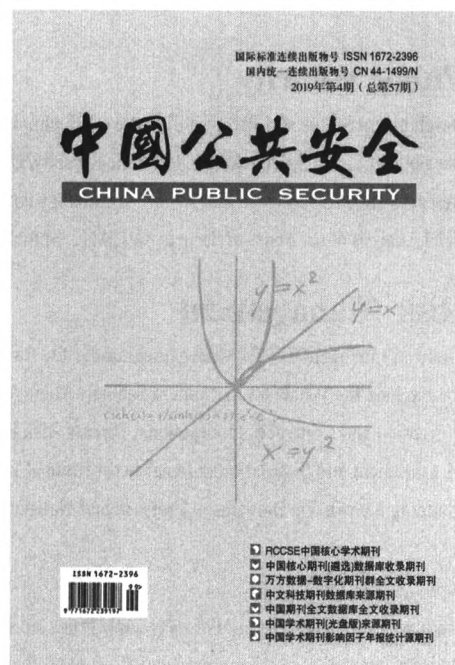 国际标准连续出版物号 ISSN 1672-2396
国内统一连续出版物号 CN 44-1499/N
2019年第4期（总第57期）
中國公共安全
CHINA PUBLIC SECURITY
y=x²
y=x
x=y²
RCCSE中国核心学术期刊
中国核心期刊(遴选)数据库收录期刊
万方数据-数字化期刊群全文收录期刊
中文科技期刊数据库来源期刊
中国期刊全文数据库全文收录期刊
中国学术期刊(光盘版)来源期刊
中国学术期刊影响因子年报统计源期刊
ISSN 1672-2396